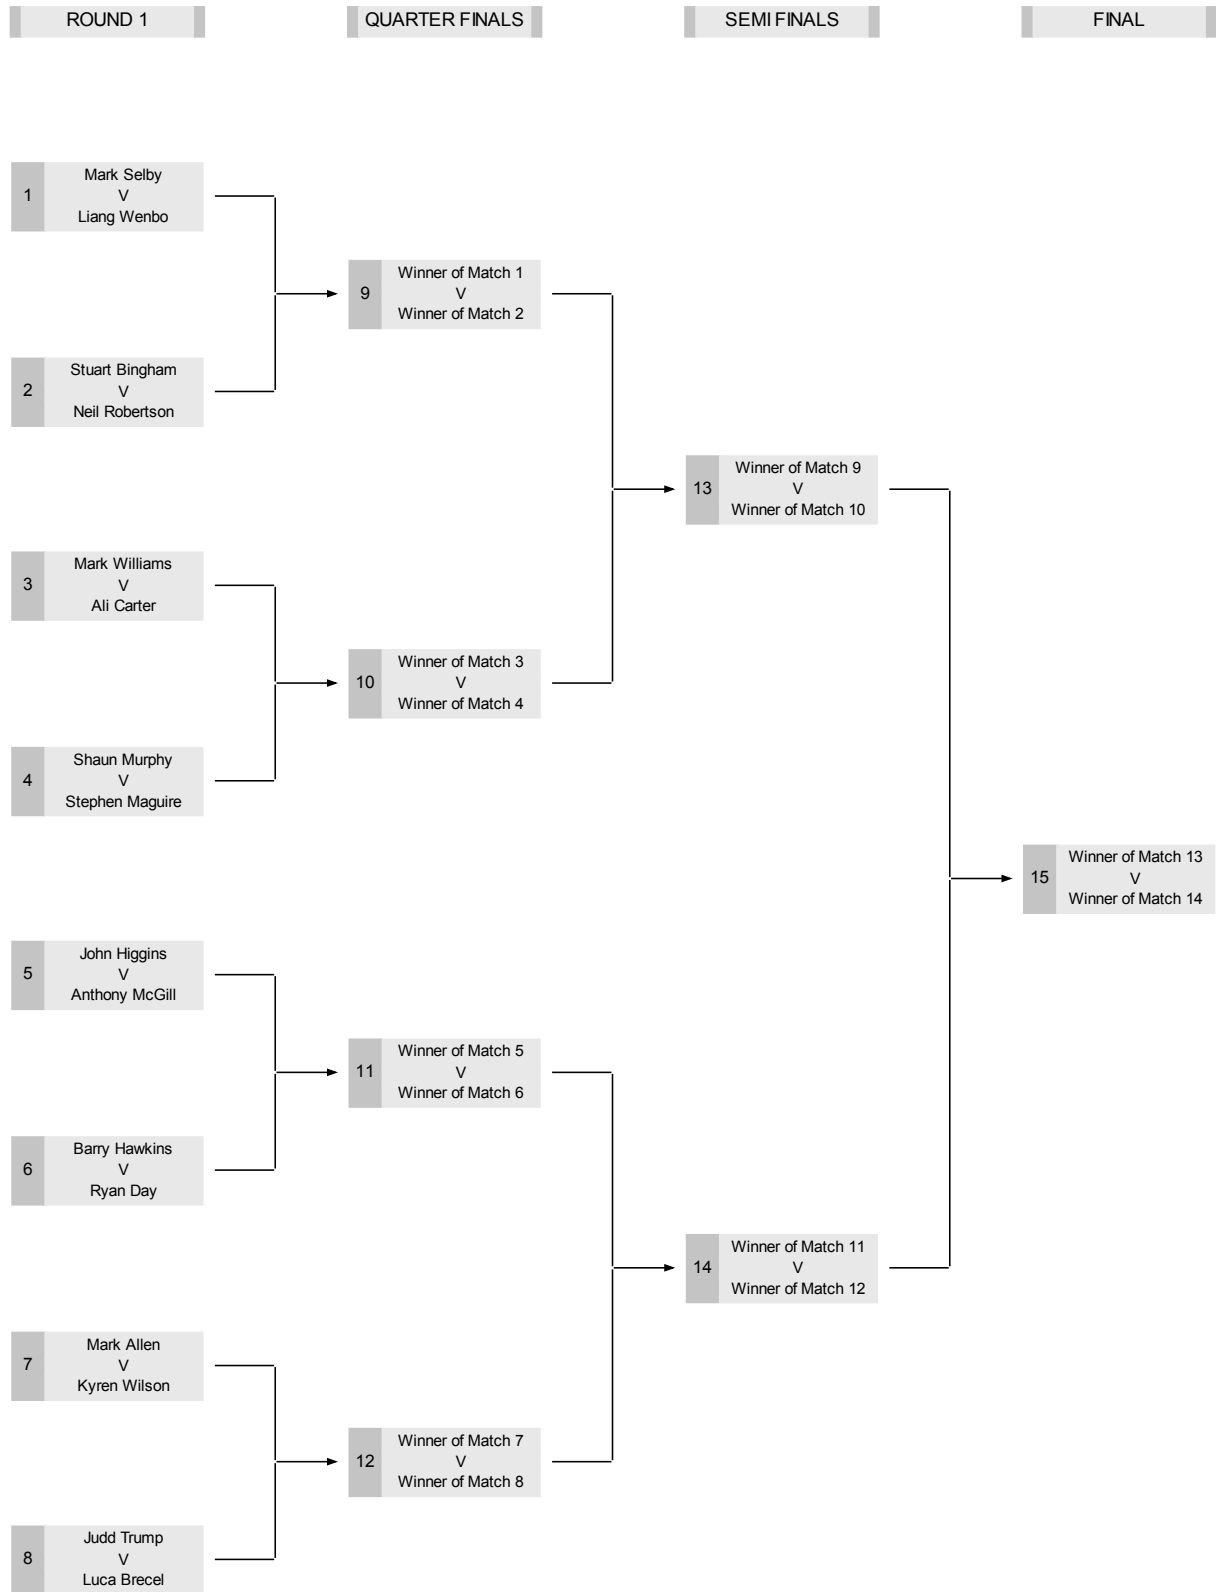 ROUND 1
QUARTER FINALS
SEMI FINALS
FINAL
1
Mark Selby
V
Liang Wenbo
2
Stuart Bingham
V
Neil Robertson
3
Mark Williams
V
Ali Carter
4
Shaun Murphy
V
Stephen Maguire
5
John Higgins
V
Anthony McGill
6
Barry Hawkins
V
Ryan Day
7
Mark Allen
V
Kyren Wilson
8
Judd Trump
V
Luca Brecel
9
Winner of Match 1
V
Winner of Match 2
10
Winner of Match 3
V
Winner of Match 4
11
Winner of Match 5
V
Winner of Match 6
12
Winner of Match 7
V
Winner of Match 8
13
Winner of Match 9
V
Winner of Match 10
14
Winner of Match 11
V
Winner of Match 12
15
Winner of Match 13
V
Winner of Match 14